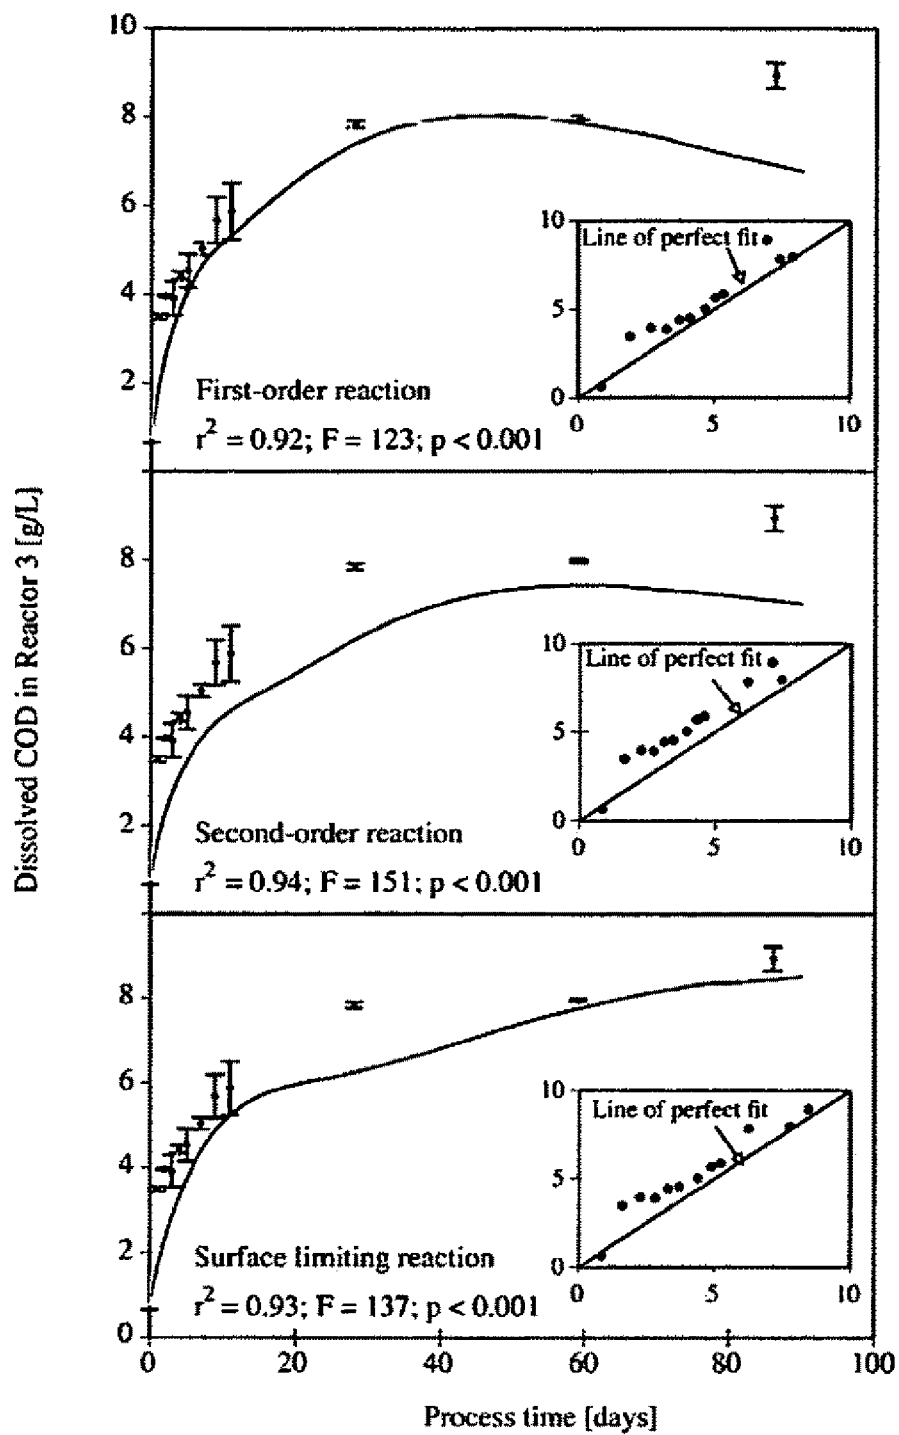 Dissolved COD in Reactor 3 [g/L]
10
8
6
4
2
First-order reaction
r² = 0.92; F = 123; p < 0.001
10
5
0
Line of perfect fit
0 5 10
8
6
4
2
Second-order reaction
r² = 0.94; F = 151; p < 0.001
10
5
0
Line of perfect fit
0 5 10
8
6
4
2
0
Surface limiting reaction
r² = 0.93; F = 137; p < 0.001
10
5
0
Line of perfect fit
0 5 10
0 20 40 60 80 100
Process time [days]